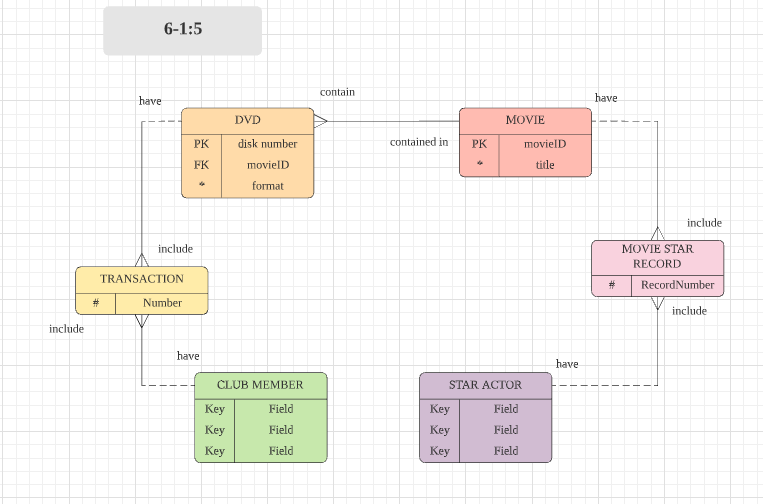 6-1:5
contain
have
have
DVD
MOVIE
PK disk number
FK movieID
* format
contained in
PK movieID
* title
include
include
MOVIE STAR
RECORD
# RecordNumber
TRANSACTION
# Number
include
include
have
have
CLUB MEMBER
Key Field
Key Field
Key Field
STAR ACTOR
Key Field
Key Field
Key Field